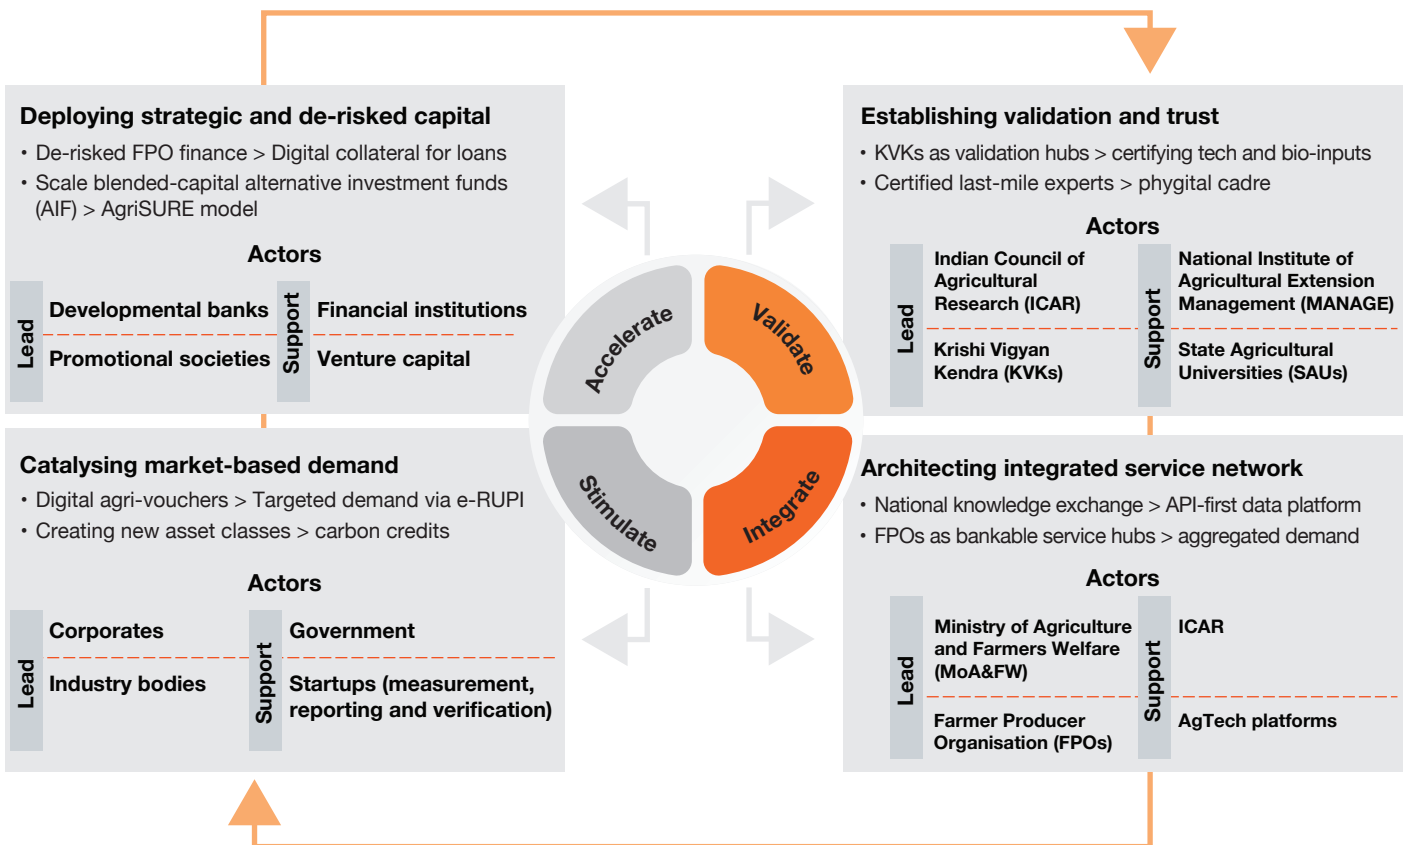 Deploying strategic and de-risked capital
• De-risked FPO finance > Digital collateral for loans
• Scale blended-capital alternative investment funds
(AIF) > AgriSURE model
Actors
Lead
Developmental banks
Promotional societies
Support
Financial institutions
Venture capital
Establishing validation and trust
• KVKs as validation hubs > certifying tech and bio-inputs
• Certified last-mile experts > phygital cadre
Actors
Lead
Indian Council of
Agricultural
Research (ICAR)
Krishi Vigyan
Kendra (KVKs)
Support
National Institute of
Agricultural Extension
Management (MANAGE)
State Agricultural
Universities (SAUs)
Accelerate
Validate
Stimulate
Integrate
Catalysing market-based demand
• Digital agri-vouchers > Targeted demand via e-RUPI
• Creating new asset classes > carbon credits
Actors
Lead
Corporates
Industry bodies
Support
Government
Startups (measurement,
reporting and verification)
Architecting integrated service network
• National knowledge exchange > API-first data platform
• FPOs as bankable service hubs > aggregated demand
Actors
Lead
Ministry of Agriculture
and Farmers Welfare
(MoA&FW)
Farmer Producer
Organisation (FPOs)
Support
ICAR
AgTech platforms